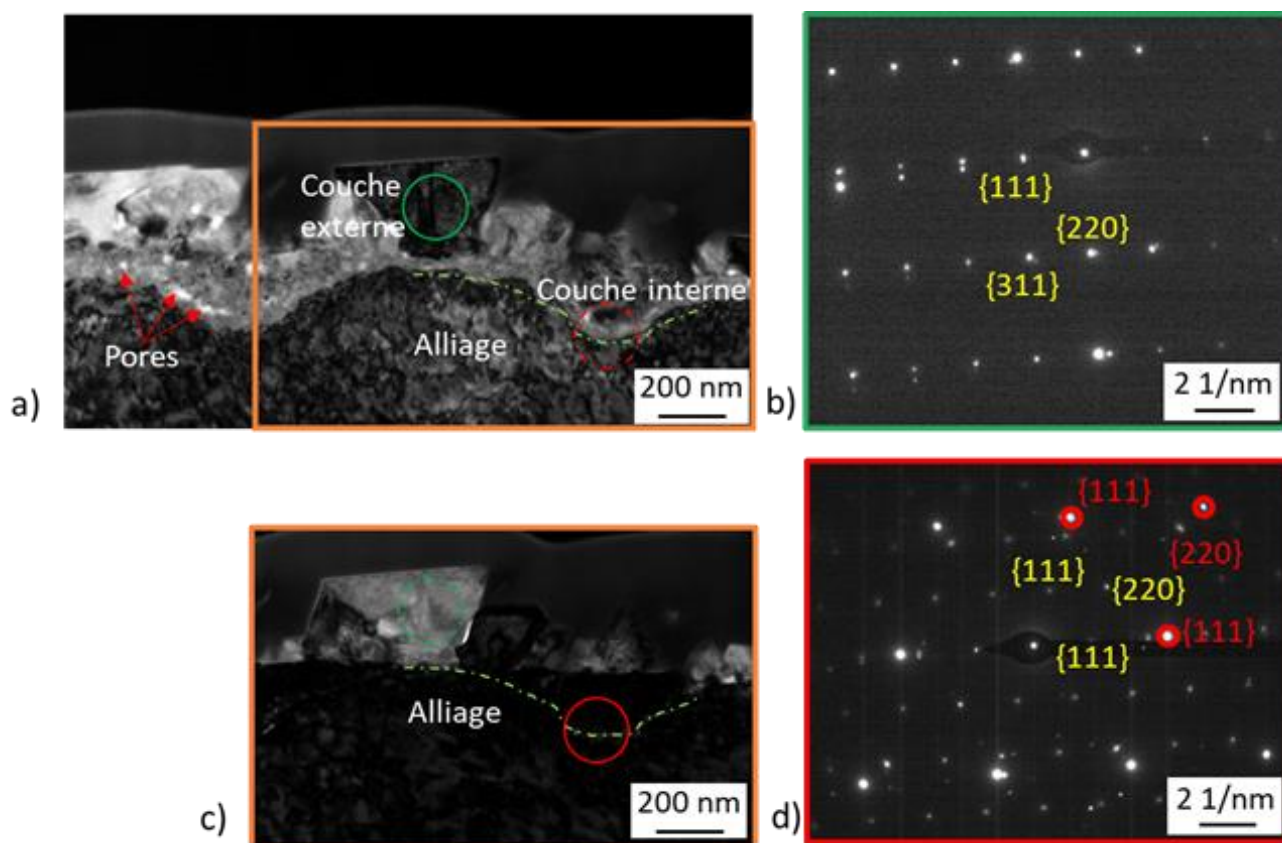 Couche
externe
Couche interne
Alliage
Pores
200 nm
a)
{111}
{220}
{311}
2 1/nm
b)
Alliage
200 nm
c)
{111}
{220}
{111}
{220}
{111}
{111}
2 1/nm
d)